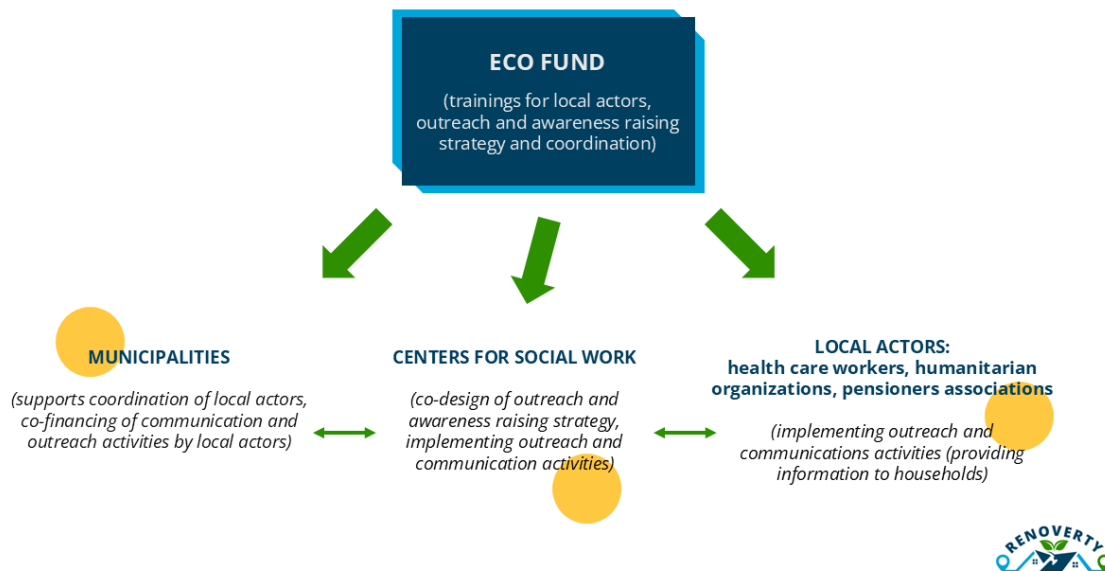 ECO FUND
(trainings for local actors,
outreach and awareness raising
strategy and coordination)
MUNICIPALITIES
(supports coordination of local actors,
co-financing of communication and
outreach activities by local actors)
CENTERS FOR SOCIAL WORK
(co-design of outreach and
awareness raising strategy,
implementing outreach and
communication activities)
LOCAL ACTORS:
health care workers, humanitarian
organizations, pensioners associations
(implementing outreach and
communications activities (providing
information to households)
RENOVERTY